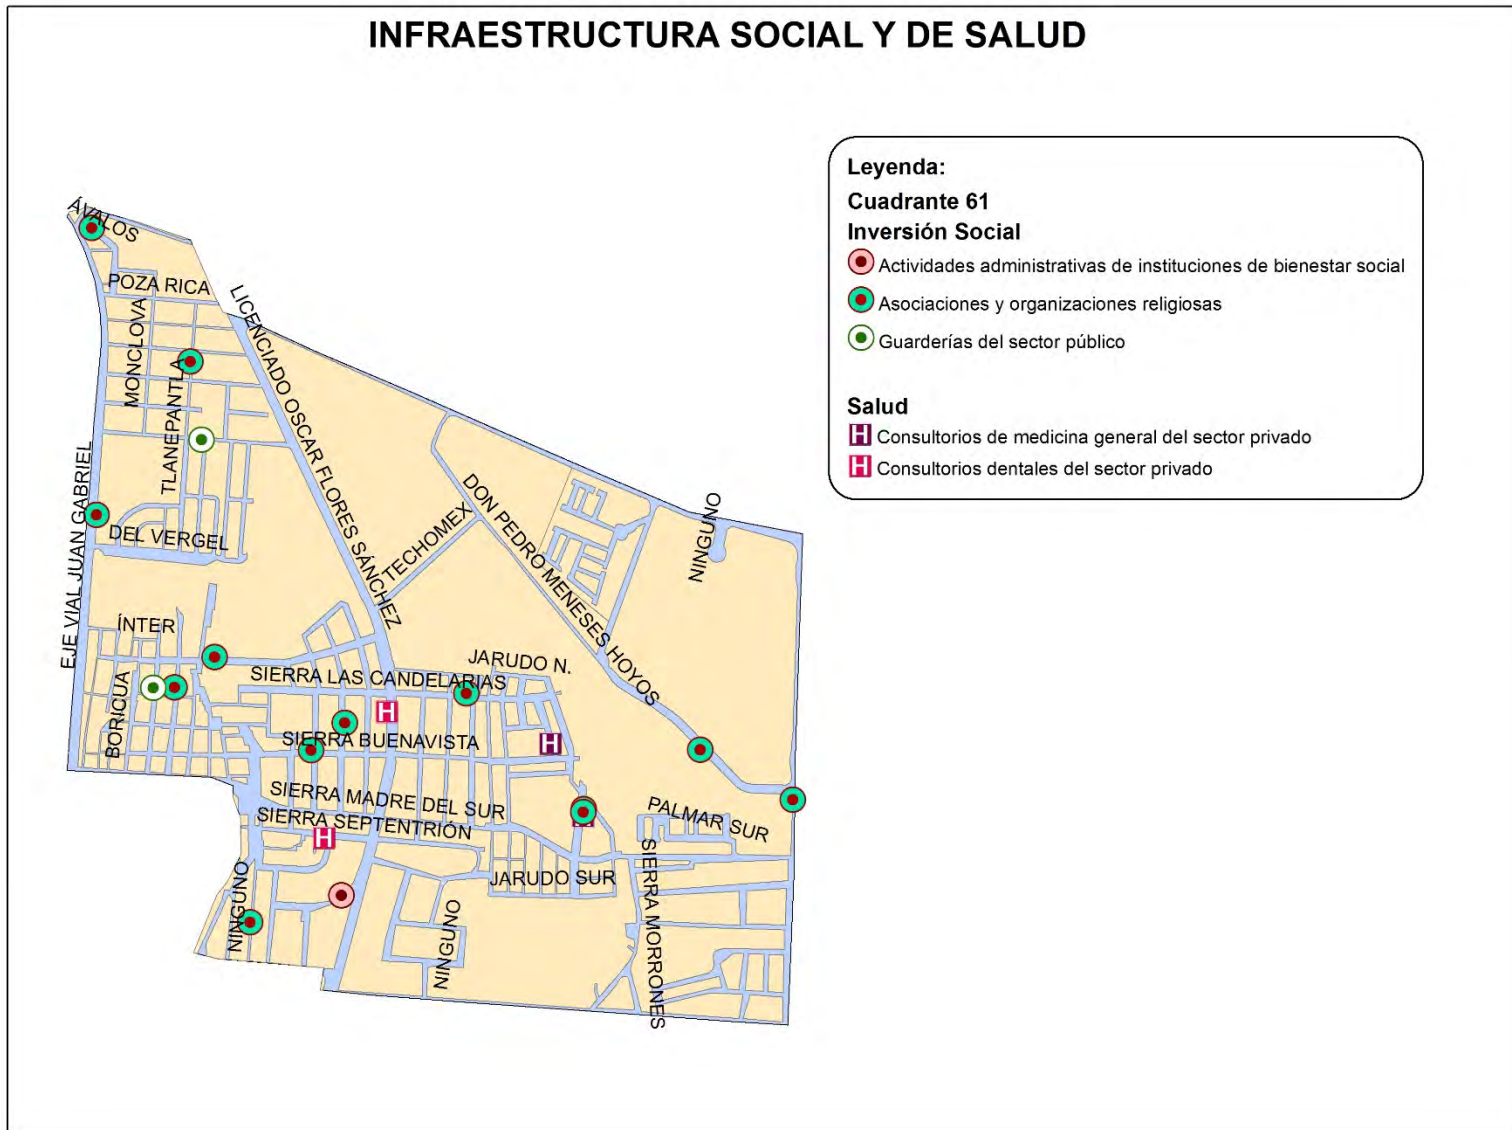 INFRAESTRUCTURA SOCIAL Y DE SALUD
Leyenda:
Cuadrante 61
Inversión Social
Actividades administrativas de instituciones de bienestar social
Asociaciones y organizaciones religiosas
Guarderías del sector público
Salud
H Consultorios de medicina general del sector privado
H Consultorios dentales del sector privado
ÁVALOS
POZA RICA
MONCLOVA
TLANEPANTLA
LICENCIADO OSCAR FLORES SÁNCHEZ
EJE VIAL JUAN GABRIEL
DEL VERGEL
TECHOMEX
DON PEDRO MENESES HOYOS
NINGUNO
ÍNTER
BORICUA
SIERRA LAS CANDELARIAS
JARUDO N.
H
SIERRA BUENAVISTA
H
SIERRA MADRE DEL SUR
SIERRA SEPTENTRIÓN
H
PALMAR SUR
JARUDO SUR
SIERRA MORRONES
NINGUNO
NINGUNO